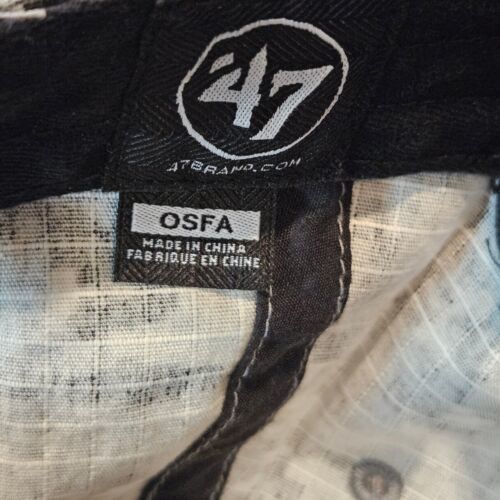 '47
47BRAND.COM
OSFA
MADE IN CHINA
FABRIQUE EN CHINE